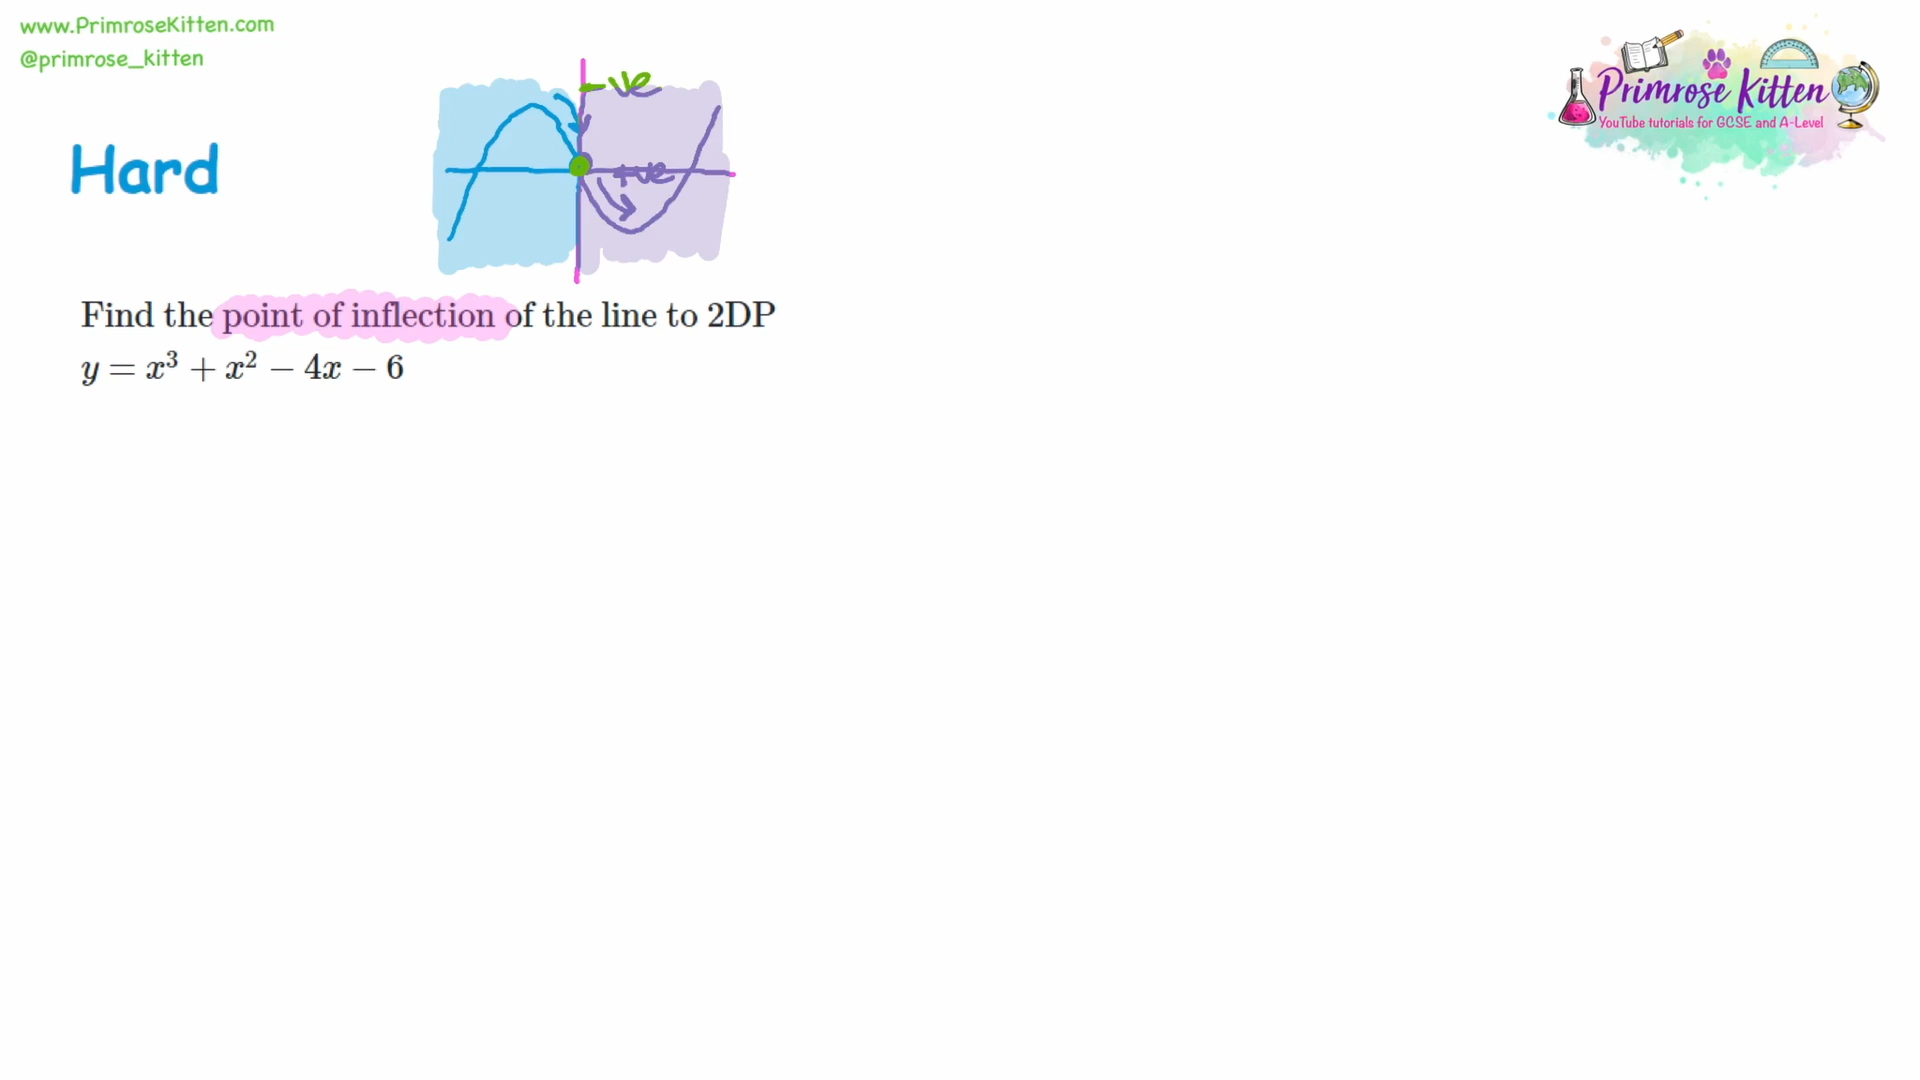 www.PrimroseKitten.com
@primrose_kitten
Primrose Kitten
YouTube tutorials for GCSE and A-Level
-ve
Hard
+ve
Find the point of inflection of the line to 2DP
y = x³ + x² − 4x − 6